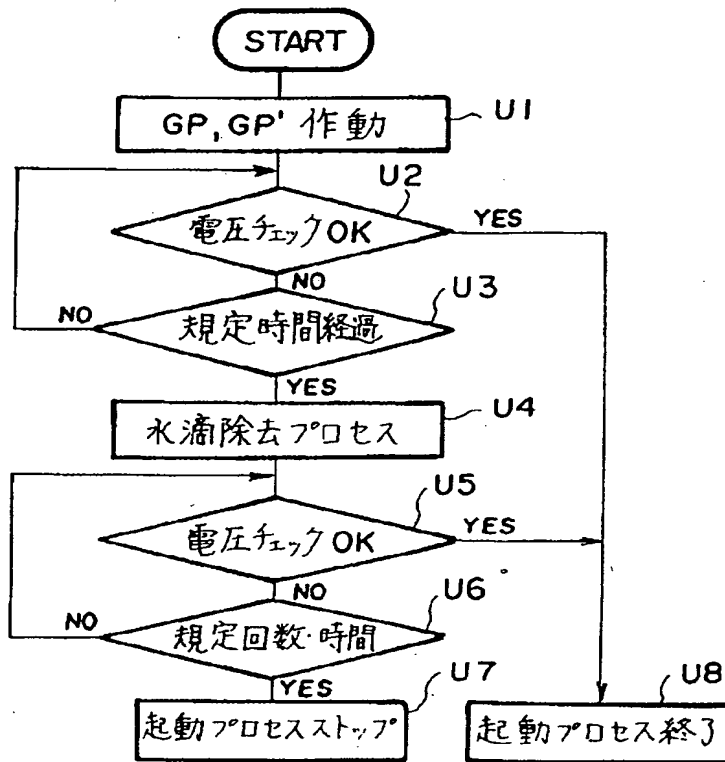 START
GP, GP' 作動
U1
U2
電圧チェックOK
YES
NO
U3
規定時間経過
NO
YES
U4
水滴除去プロセス
U5
電圧チェックOK
YES
NO
U6
規定回数・時間
NO
YES
U7
起動プロセスストップ
U8
起動プロセス終了